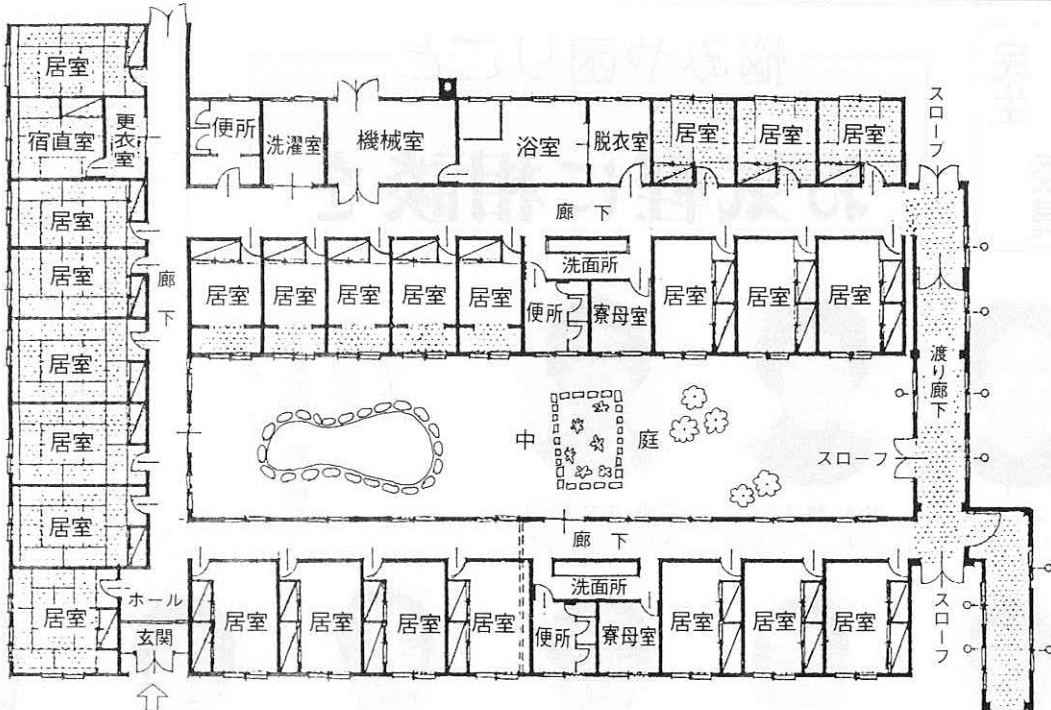 居室
宿直室
更衣室
居室
居室
居室
居室
居室
居室
ホール
玄関
廊下
便所
洗濯室
機械室
浴室
脱衣室
居室
居室
居室
スロープ
廊下
居室
居室
居室
居室
居室
洗面所
便所
寮母室
居室
居室
居室
渡り廊下
中庭
スロープ
廊下
居室
居室
居室
居室
洗面所
便所
寮母室
居室
居室
居室
スロープ